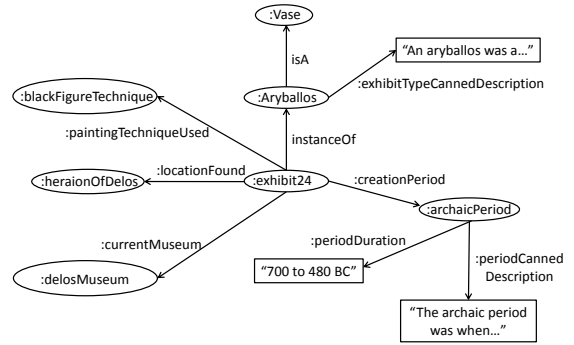 :Vase
isA
“An aryballos was a…”
:blackFigureTechnique
:Aryballos
:exhibitTypeCannedDescription
:paintingTechniqueUsed
instanceOf
:locationFound
:heraionOfDelos
:exhibit24
:creationPeriod
:archaicPeriod
:currentMuseum
:periodDuration
:periodCanned
Description
:delosMuseum
“700 to 480 BC”
“The archaic period
was when…”